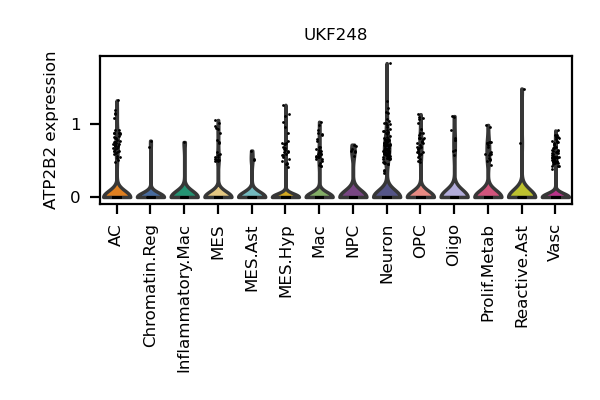 UKF248
ATP2B2 expression
1
0
AC
Chromatin.Reg
Inflammatory.Mac
MES
MES.Ast
MES.Hyp
Mac
NPC
Neuron
OPC
Oligo
Prolif.Metab
Reactive.Ast
Vasc